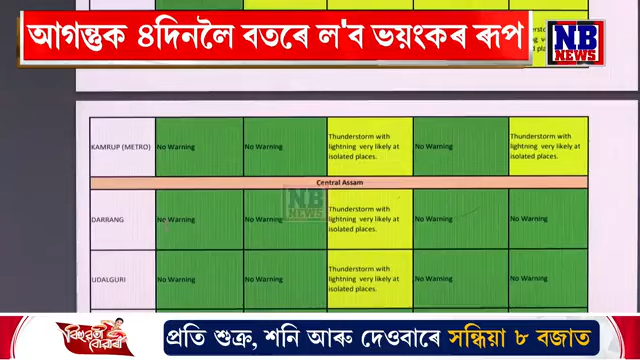 আগন্তুক ৪দিনলৈ বতৰে ল'ব ভয়ংকৰ ৰূপ
NB
NEWS
KAMRUP (METRO) No Warning No Warning Thunderstorm with lightning very likely at isolated places. No Warning Thunderstorm with lightning very likely at isolated places.
Central Assam
DARRANG No Warning No Warning Thunderstorm with lightning very likely at isolated places. No Warning No Warning
NB
NEWS
UDALGURI No Warning No Warning Thunderstorm with lightning very likely at isolated places. No Warning No Warning
প্ৰতি শুক্ৰ, শনি আৰু দেওবাৰে সন্ধিয়া ৮ বজাত